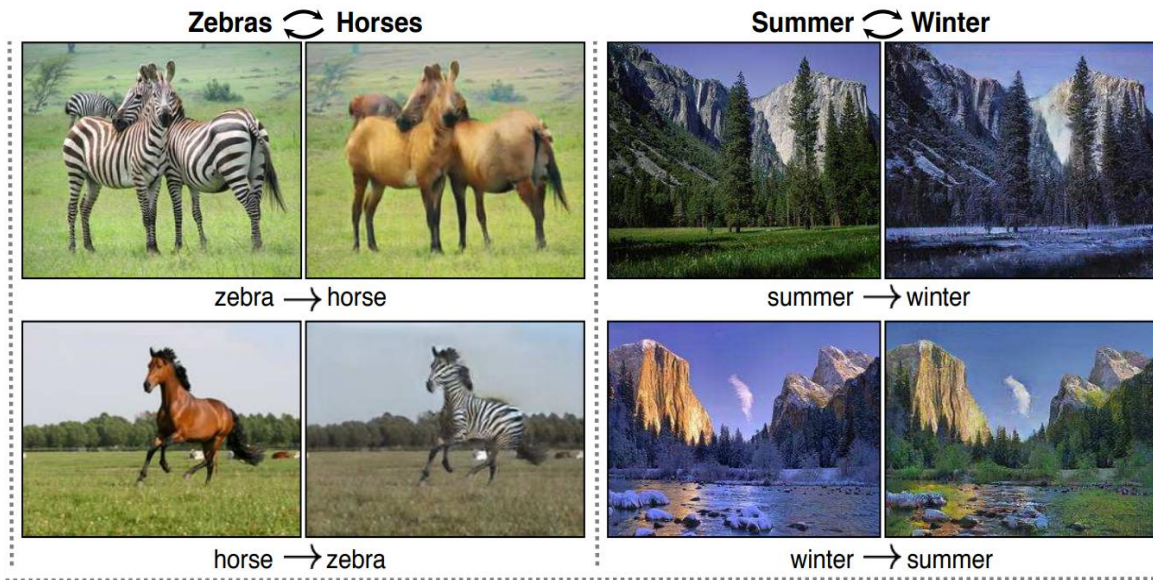 Zebras ⇄ Horses
zebra → horse
horse → zebra
Summer ⇄ Winter
summer → winter
winter → summer